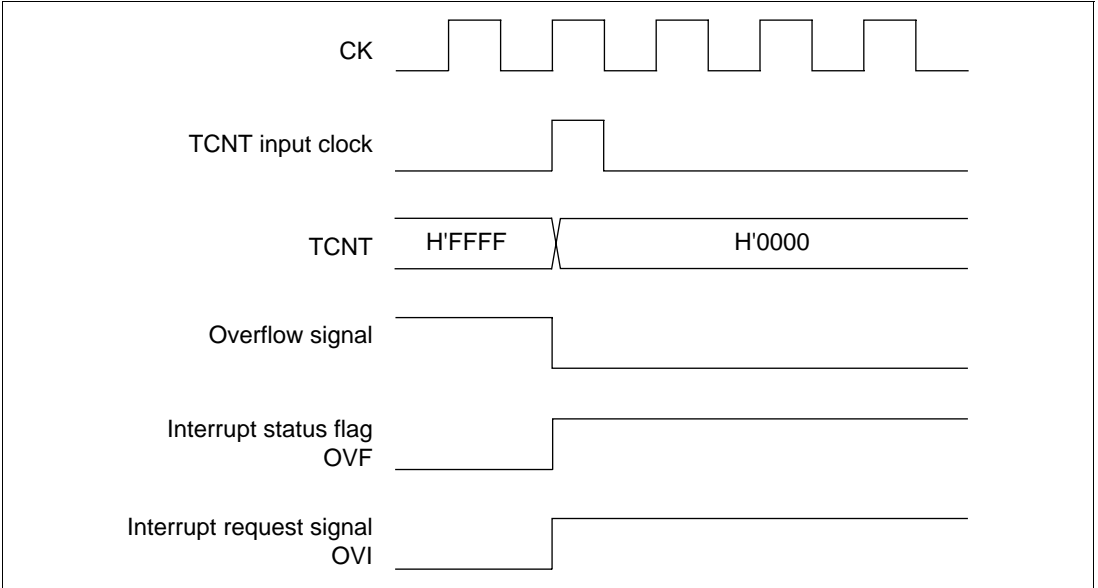 CK
TCNT input clock
TCNT
H'FFFF
H'0000
Overflow signal
Interrupt status flag
OVF
Interrupt request signal
OVI